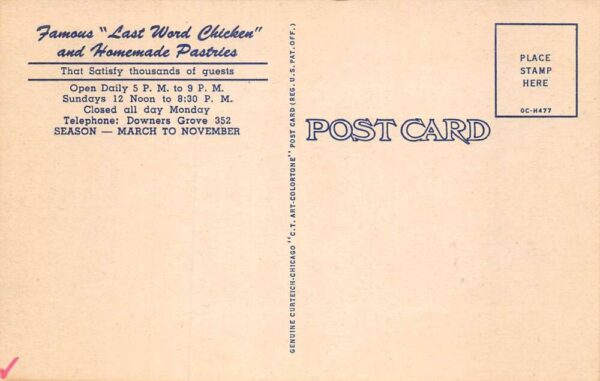 Famous "Last Word Chicken"
and Homemade Pastries
That Satisfy thousands of guests
Open Daily 5 P. M. to 9 P. M.
Sundays 12 Noon to 8:30 P. M.
Closed all day Monday
Telephone: Downers Grove 352
SEASON — MARCH TO NOVEMBER
GENUINE CURTEICH-CHICAGO "C.T. ART-COLORTONE" POST CARD (REG. U.S. PAT. OFF.)
POST CARD
PLACE
STAMP
HERE
OC-H477